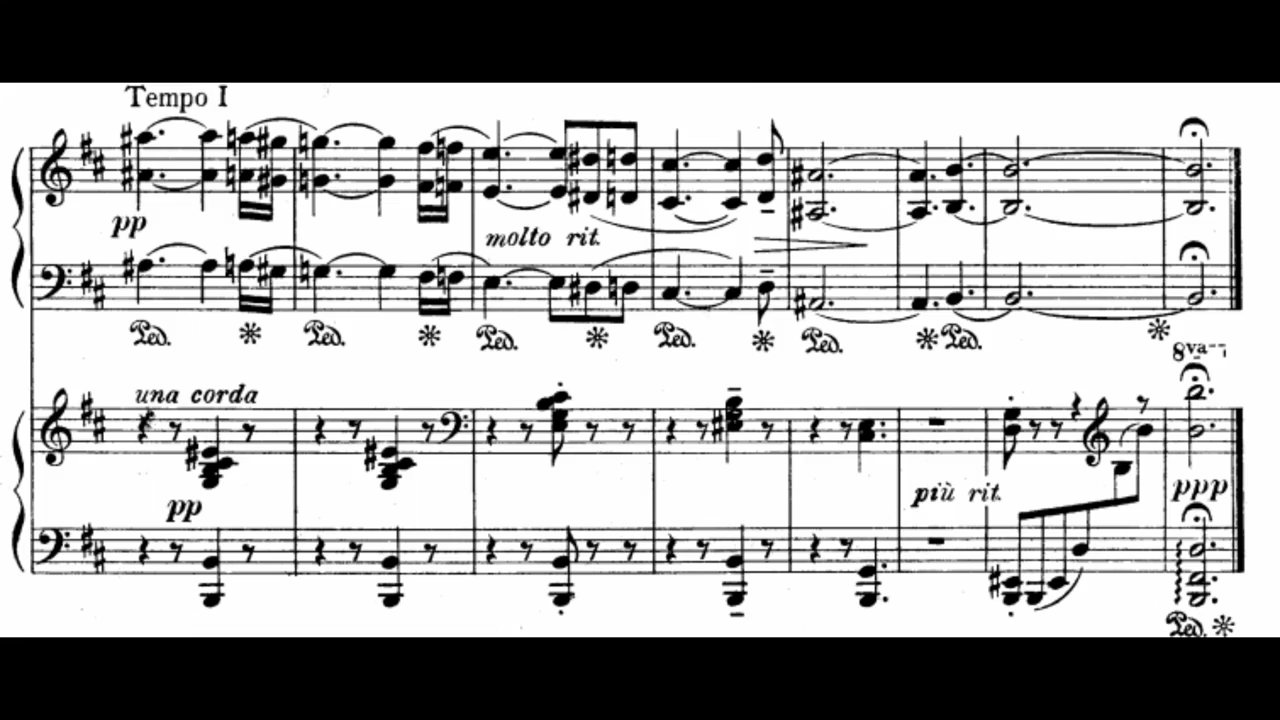 Tempo I
pp
molto rit.
Ped. Ped. Ped. Ped. Ped. Ped.
8va
una corda
pp
più rit.
ppp
Ped.